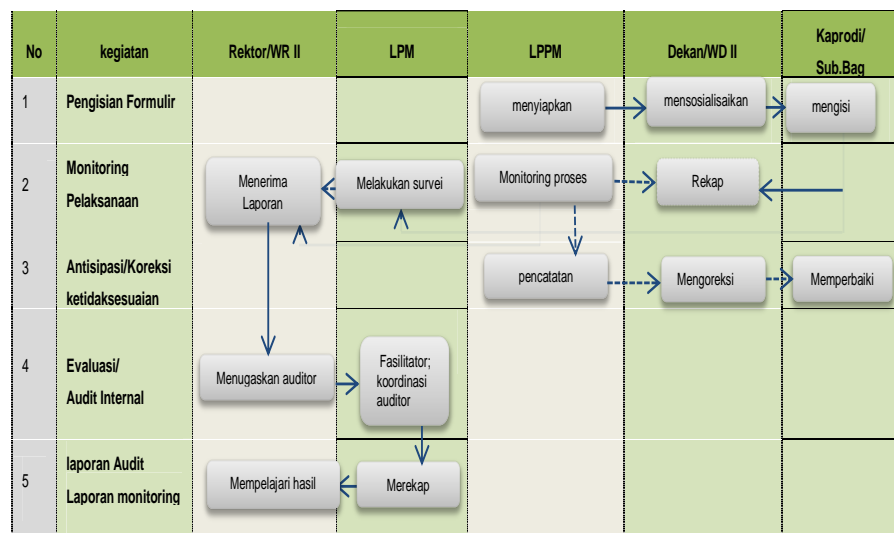 No
kegiatan
Rektor/WR II
LPM
LPPM
Dekan/WD II
Kaprodi/
Sub.Bag
1
Pengisian Formulir
menyiapkan
mensosialisaikan
mengisi
2
Monitoring
Pelaksanaan
Menerima
Laporan
Melakukan survei
Monitoring proses
Rekap
3
Antisipasi/Koreksi
ketidaksesuaian
pencatatan
Mengoreksi
Memperbaiki
4
Evaluasi/
Audit Internal
Menugaskan auditor
Fasilitator;
koordinasi
auditor
5
laporan Audit
Laporan monitoring
Mempelajari hasil
Merekap